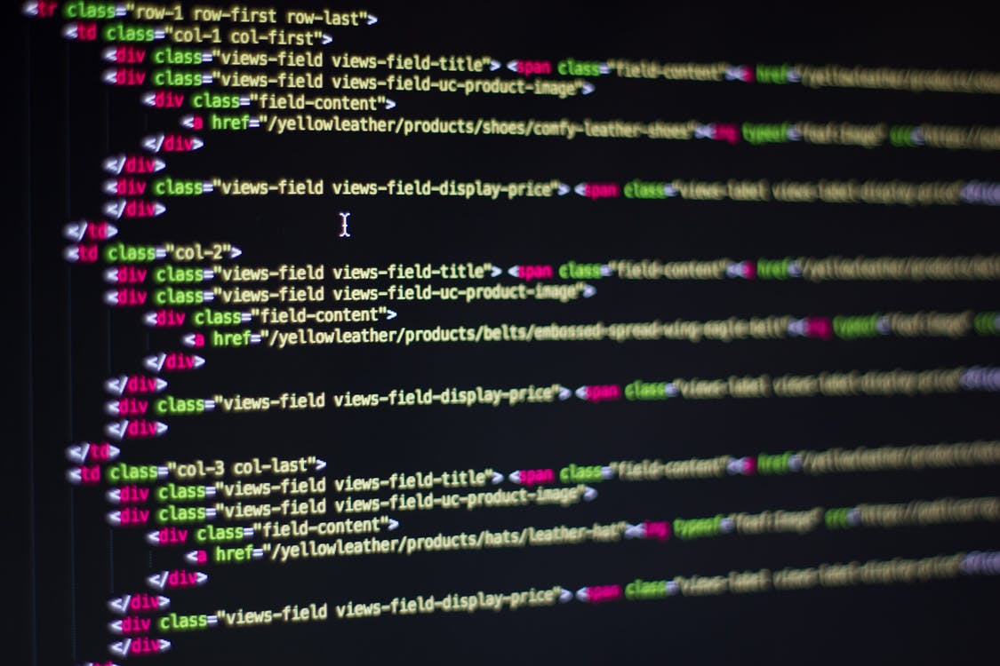 <tr class="row-1 row-first row-last">
<td class="col-1 col-first">
<div class="views-field views-field-title"> <span class="field-content"><a href="/yellowleather/products
<div class="views-field views-field-uc-product-image">
<div class="field-content">
<a href="/yellowleather/products/shoes/comfy-leather-shoes"><img typeof="foaf:Image" src=
</div>
</div>
<div class="views-field views-field-display-price"> <span class="views-label views-label-display-price">
</div>
</td>
<td class="col-2">
<div class="views-field views-field-title"> <span class="field-content"><a href="/yellowleather/products
<div class="views-field views-field-uc-product-image">
<div class="field-content">
<a href="/yellowleather/products/belts/embossed-spread-wing-eagle-belt"><img typeof="foaf:Image" src
</div>
</div>
<div class="views-field views-field-display-price"> <span class="views-label views-label-display-price">
</div>
</td>
<td class="col-3 col-last">
<div class="views-field views-field-title"> <span class="field-content"><a href="/yellowleather/products
<div class="views-field views-field-uc-product-image">
<div class="field-content">
<a href="/yellowleather/products/hats/leather-hat"><img typeof="foaf:Image" src=
</div>
</div>
<div class="views-field views-field-display-price"> <span class="views-label views-label-display-price">
</div>